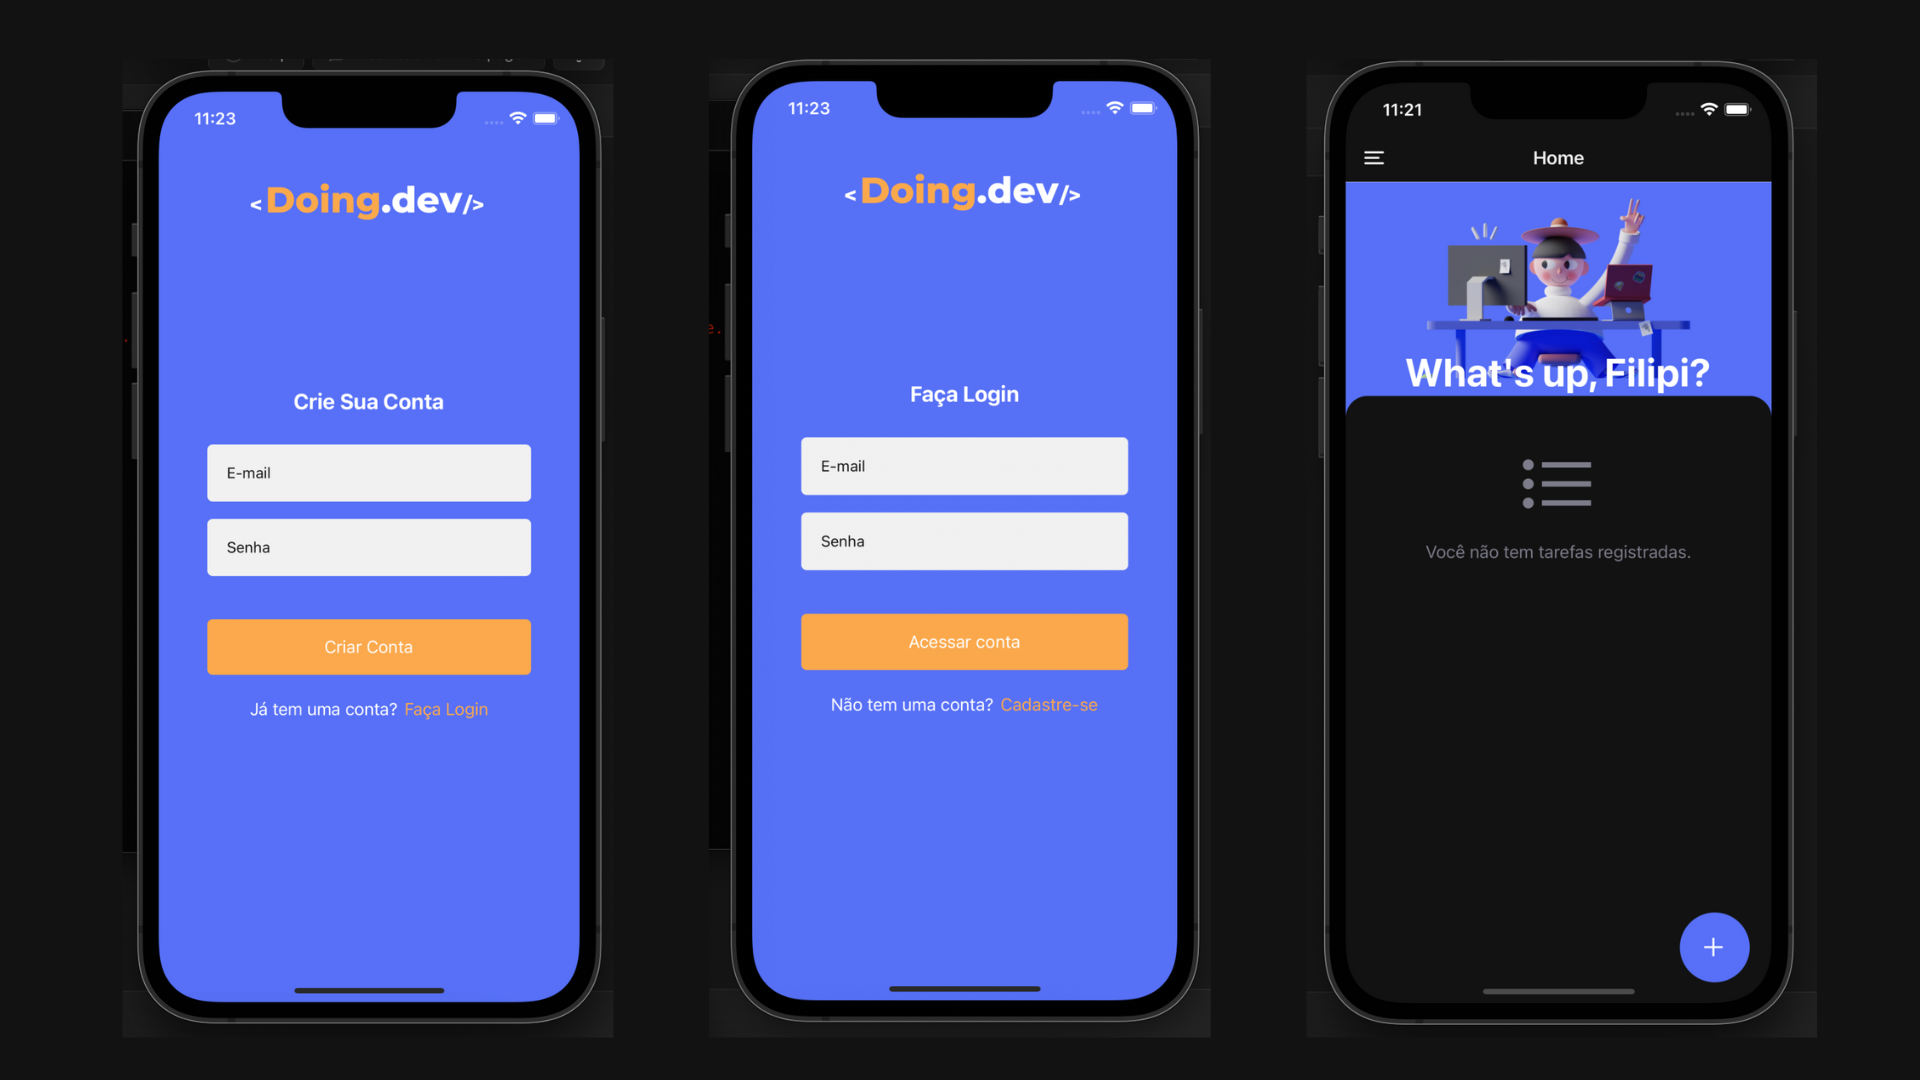 11:23
<Doing.dev/>
Crie Sua Conta
E-mail
Senha
Criar Conta
Já tem uma conta? Faça Login
11:23
<Doing.dev/>
Faça Login
E-mail
Senha
Acessar conta
Não tem uma conta? Cadastre-se
11:21
Home
What's up, Filipi?
Você não tem tarefas registradas.